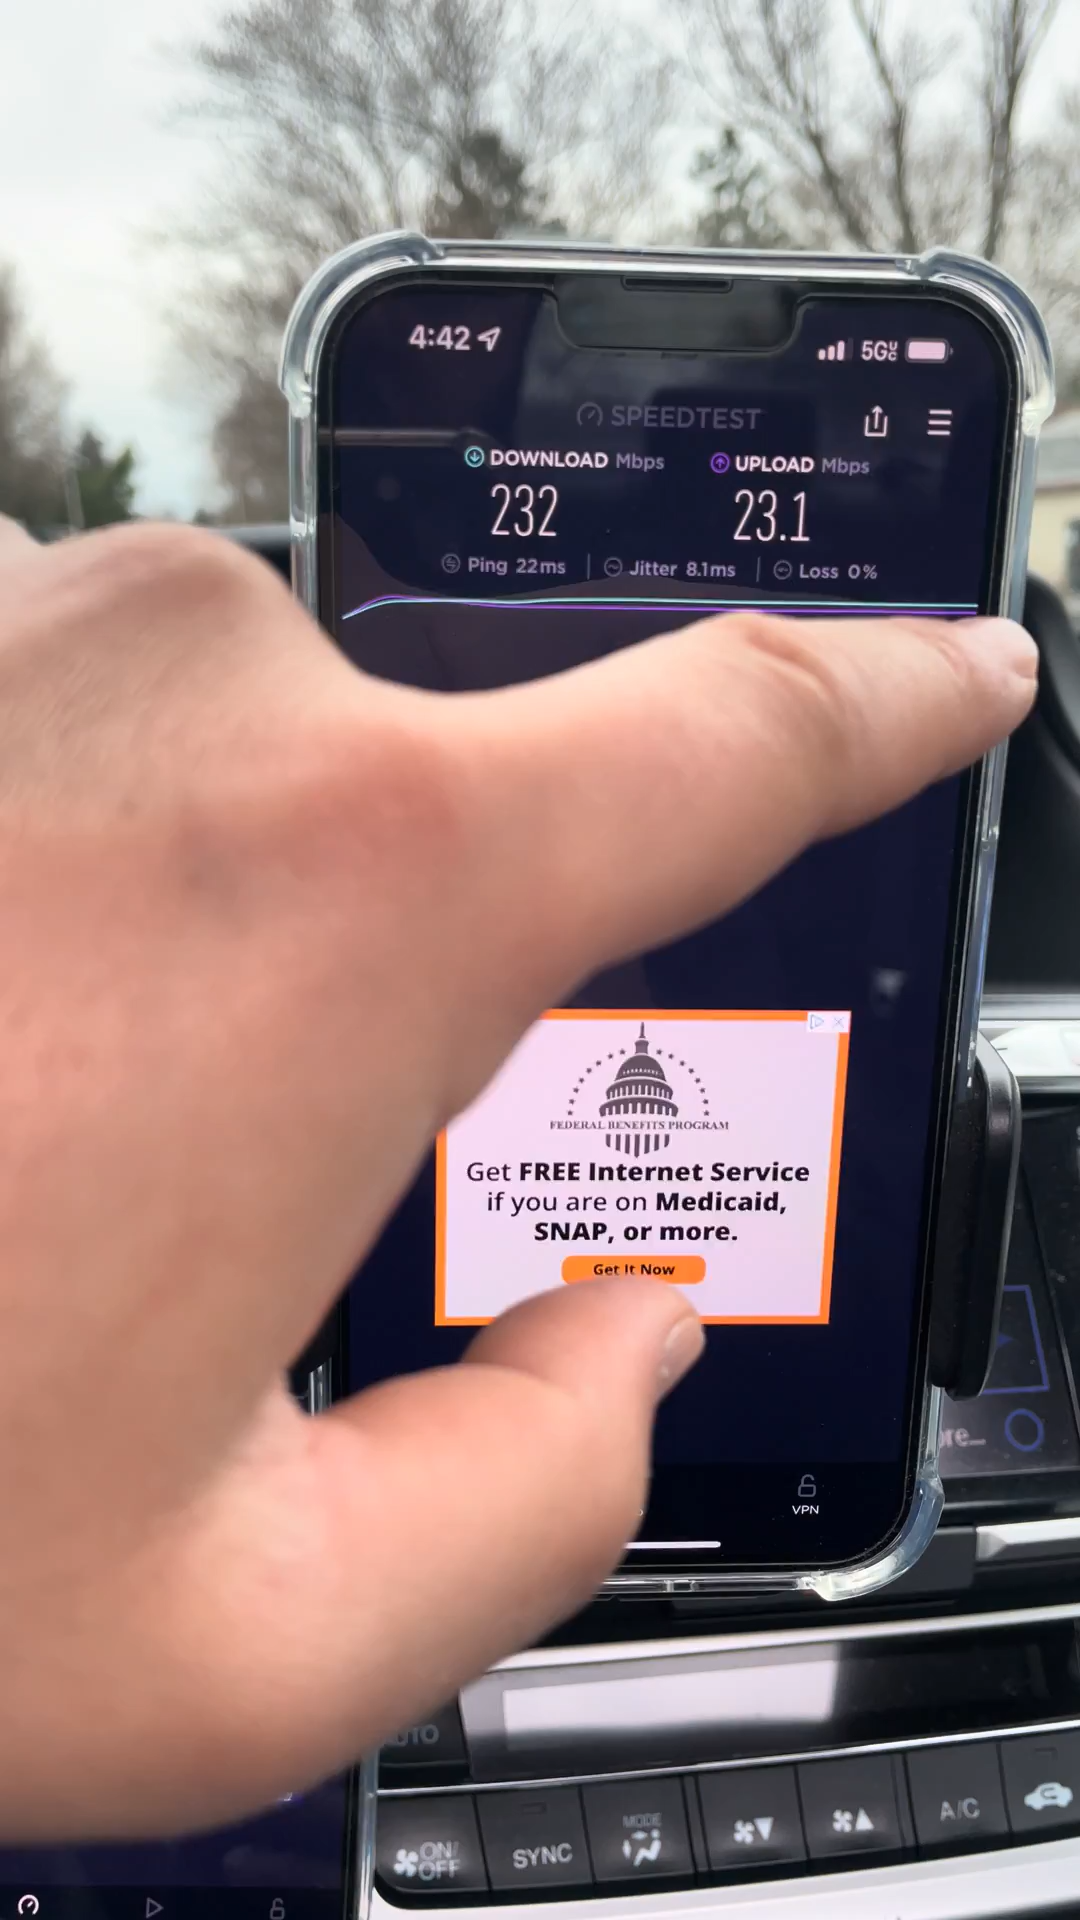 4:42
5GUC
SPEEDTEST
DOWNLOAD Mbps
UPLOAD Mbps
232
23.1
Ping 22ms
Jitter 8.1ms
Loss 0%
FEDERAL BENEFITS PROGRAM
Get FREE Internet Service
if you are on Medicaid,
SNAP, or more.
Get It Now
VPN
AUTO
ON/
OFF
SYNC
MODE
A/C